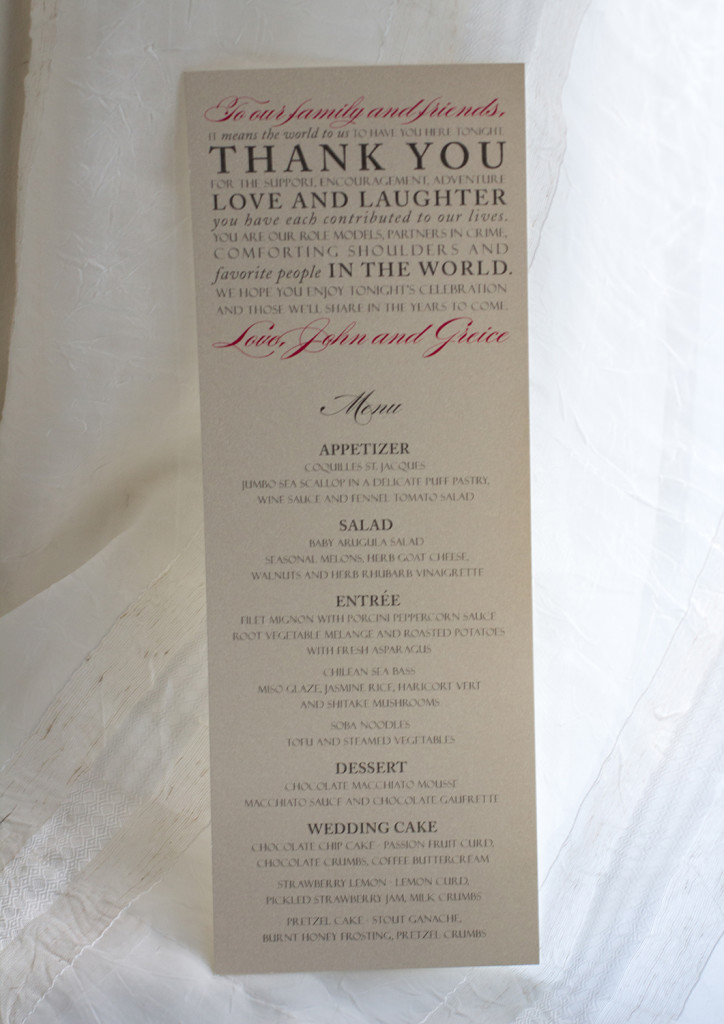 To our family and friends,
IT means the world to us TO HAVE YOU HERE TONIGHT.
THANK YOU
FOR THE SUPPORT, ENCOURAGEMENT, ADVENTURE
LOVE AND LAUGHTER
you have each contributed to our lives.
YOU ARE OUR ROLE MODELS, PARTNERS IN CRIME,
COMFORTING SHOULDERS AND
favorite people IN THE WORLD.
WE HOPE YOU ENJOY TONIGHT'S CELEBRATION
AND THOSE WE'LL SHARE IN THE YEARS TO COME.
Love, John and Greice
Menu
APPETIZER
COQUILLES ST. JACQUES
JUMBO SEA SCALLOP IN A DELICATE PUFF PASTRY,
WINE SAUCE AND FENNEL TOMATO SALAD
SALAD
BABY ARUGULA SALAD
SEASONAL MELONS, HERB GOAT CHEESE,
WALNUTS AND HERB RHUBARB VINAIGRETTE
ENTRÉE
FILET MIGNON WITH PORCINI PEPPERCORN SAUCE
ROOT VEGETABLE MELANGE AND ROASTED POTATOES
WITH FRESH ASPARAGUS
CHILEAN SEA BASS
MISO GLAZE, JASMINE RICE, HARICORT VERT
AND SHITAKE MUSHROOMS
SOBA NOODLES
TOFU AND STEAMED VEGETABLES
DESSERT
CHOCOLATE MACCHIATO MOUSSE
MACCHIATO SAUCE AND CHOCOLATE GAUFRETTE
WEDDING CAKE
CHOCOLATE CHIP CAKE - PASSION FRUIT CURD,
CHOCOLATE CRUMBS, COFFEE BUTTERCREAM
STRAWBERRY LEMON - LEMON CURD,
PICKLED STRAWBERRY JAM, MILK CRUMBS
PRETZEL CAKE - STOUT GANACHE,
BURNT HONEY FROSTING, PRETZEL CRUMBS